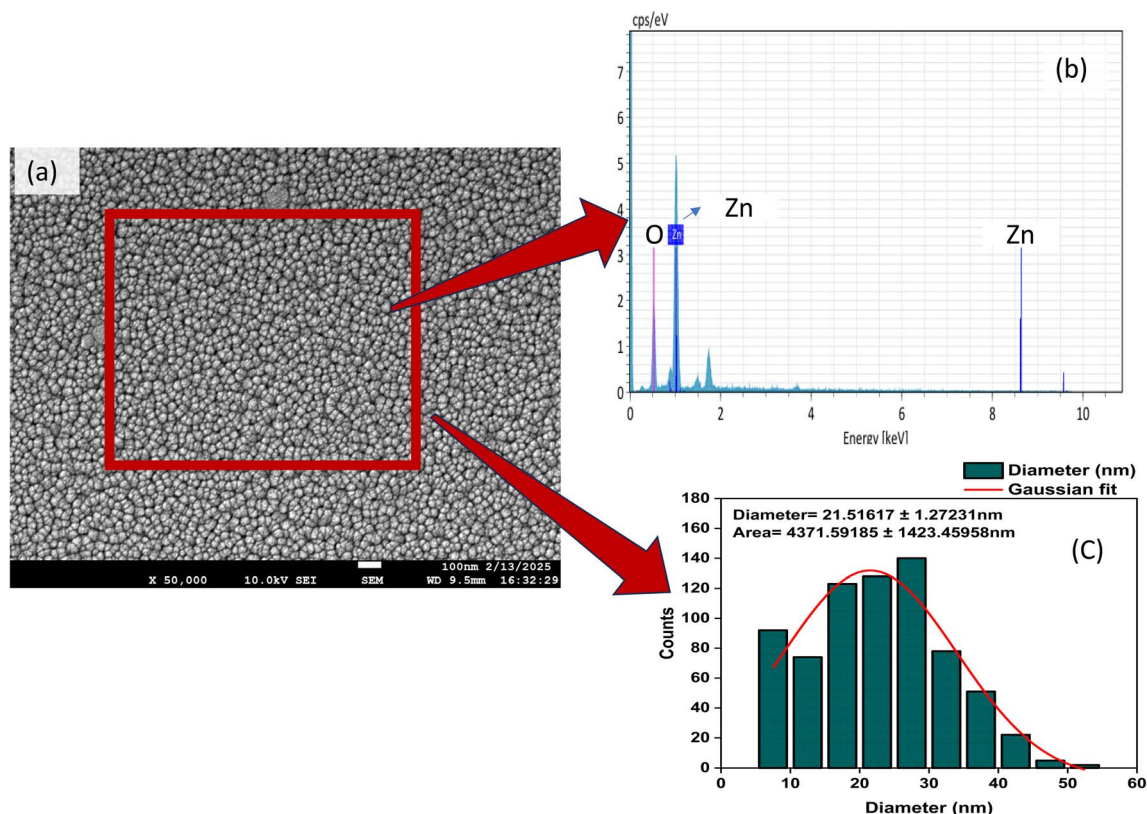 (a)
100nm 2/13/2025
X 50,000 10.0kV SEI SEM WD 9.5mm 16:32:29
cps/eV
(b)
7
6
5
4
3
2
1
0
O
Zn
Zn
Zn
0 2 4 6 8 10
Energy [keV]
Diameter (nm)
Gaussian fit
Diameter= 21.51617 ± 1.27231nm
Area= 4371.59185 ± 1423.45958nm
(C)
180
160
140
120
100
80
60
40
20
0
Counts
0 10 20 30 40 50 60
Diameter (nm)